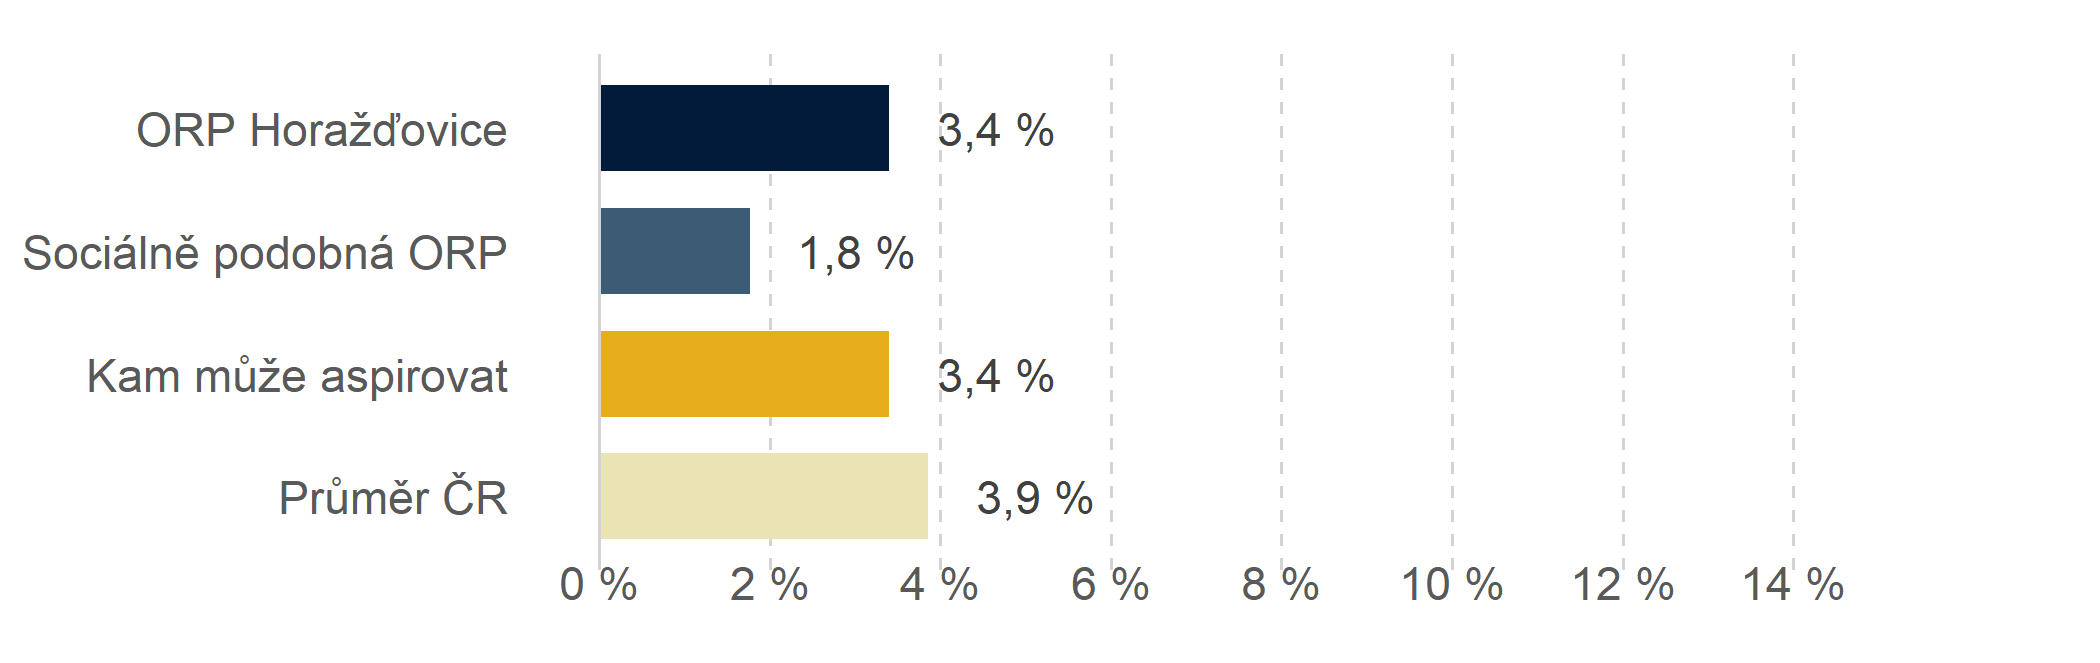 ORP Horažďovice
3,4 %
Sociálně podobná ORP
1,8 %
Kam může aspirovat
3,4 %
Průměr ČR
3,9 %
0 % 2 % 4 % 6 % 8 % 10 % 12 % 14 %